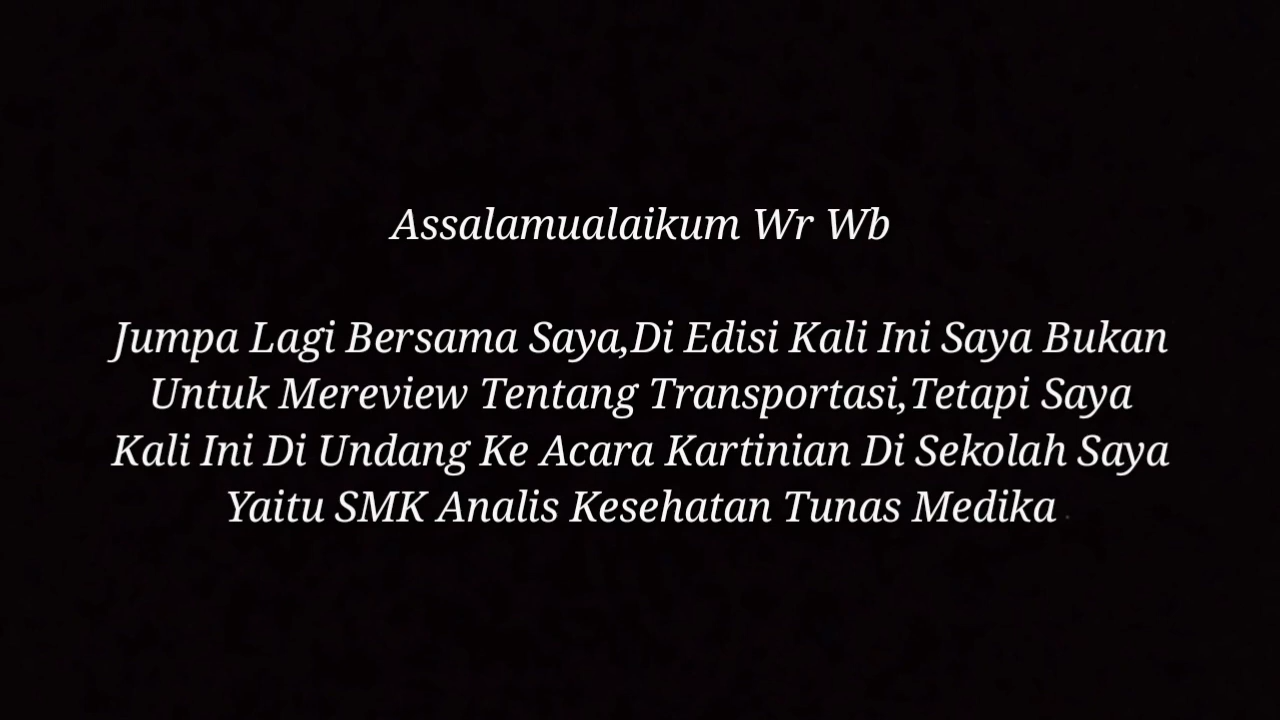 Assalamualaikum Wr Wb
Jumpa Lagi Bersama Saya,Di Edisi Kali Ini Saya Bukan
Untuk Mereview Tentang Transportasi,Tetapi Saya
Kali Ini Di Undang Ke Acara Kartinian Di Sekolah Saya
Yaitu SMK Analis Kesehatan Tunas Medika .